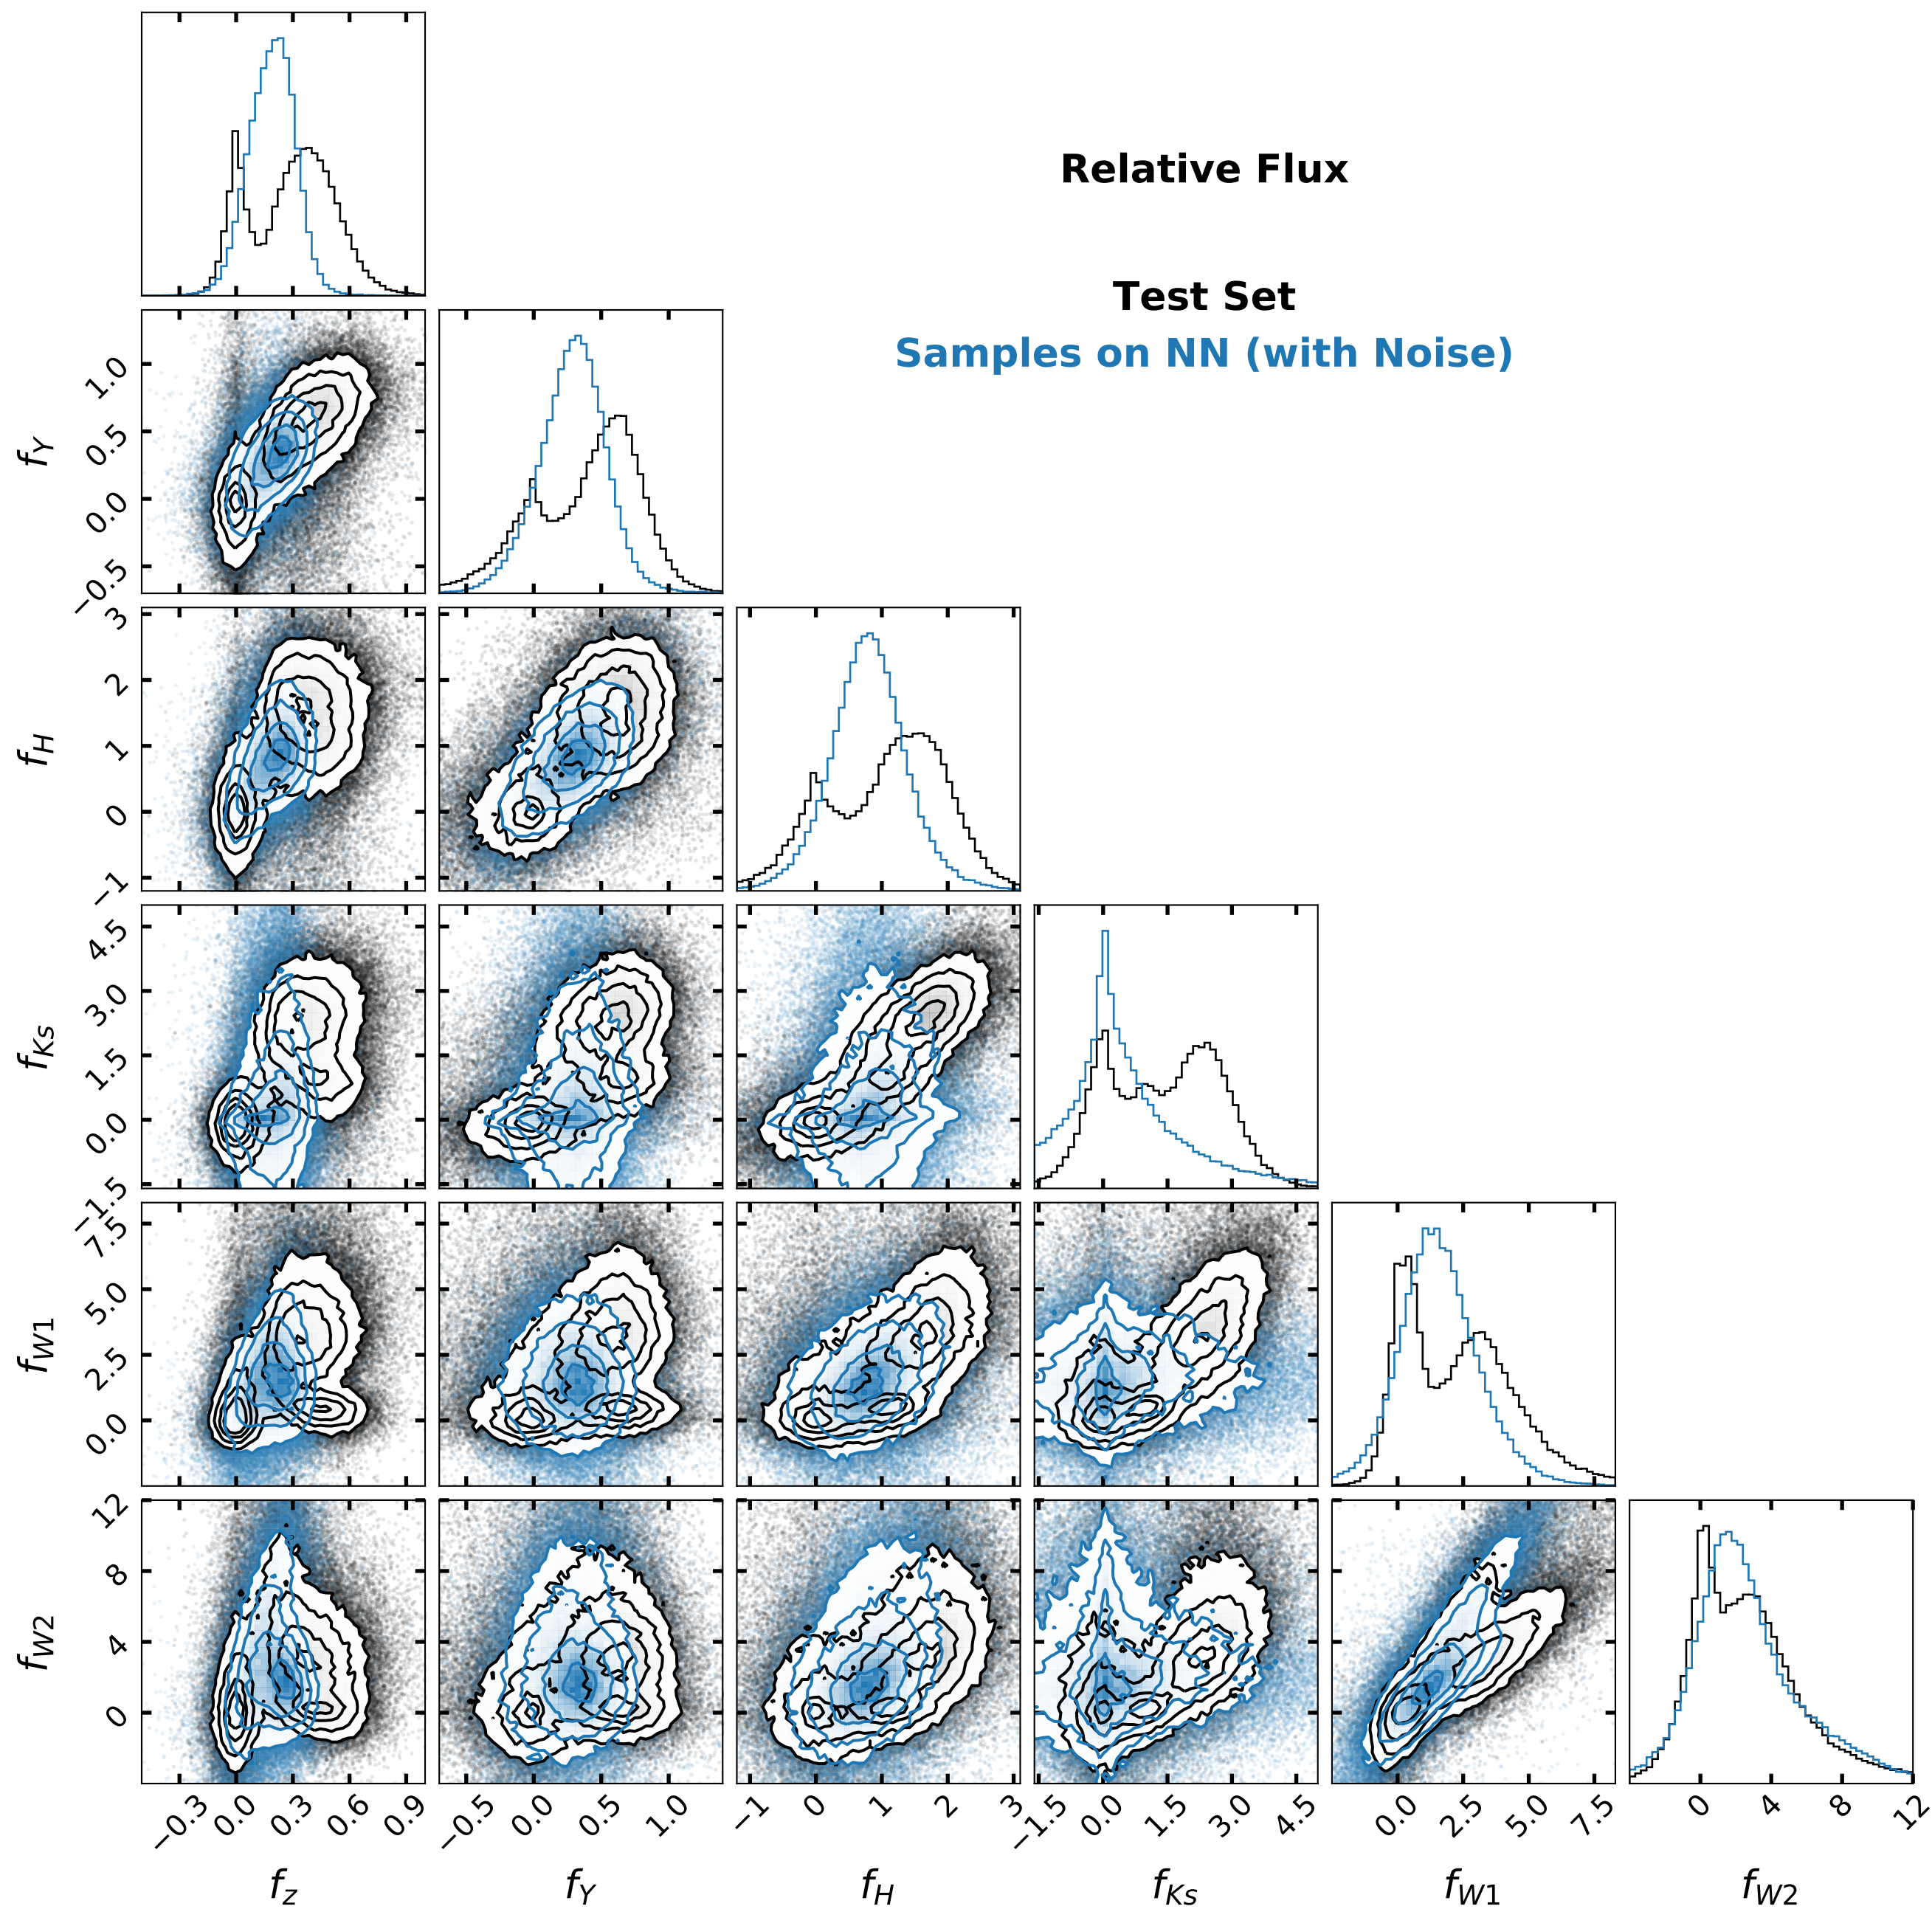 Relative Flux
Test Set
Samples on NN (with Noise)
f_Y
1.0
0.5
0.0
−0.5
f_H
3
2
1
0
−1
f_Ks
4.5
3.0
1.5
0.0
−1.5
f_W1
7.5
5.0
2.5
0.0
f_W2
12
8
4
0
−0.3 0.0 0.3 0.6 0.9
−0.5 0.0 0.5 1.0
−1 0 1 2 3
−1.5 0.0 1.5 3.0 4.5
0.0 2.5 5.0 7.5
0 4 8 12
f_z f_Y f_H f_Ks f_W1 f_W2